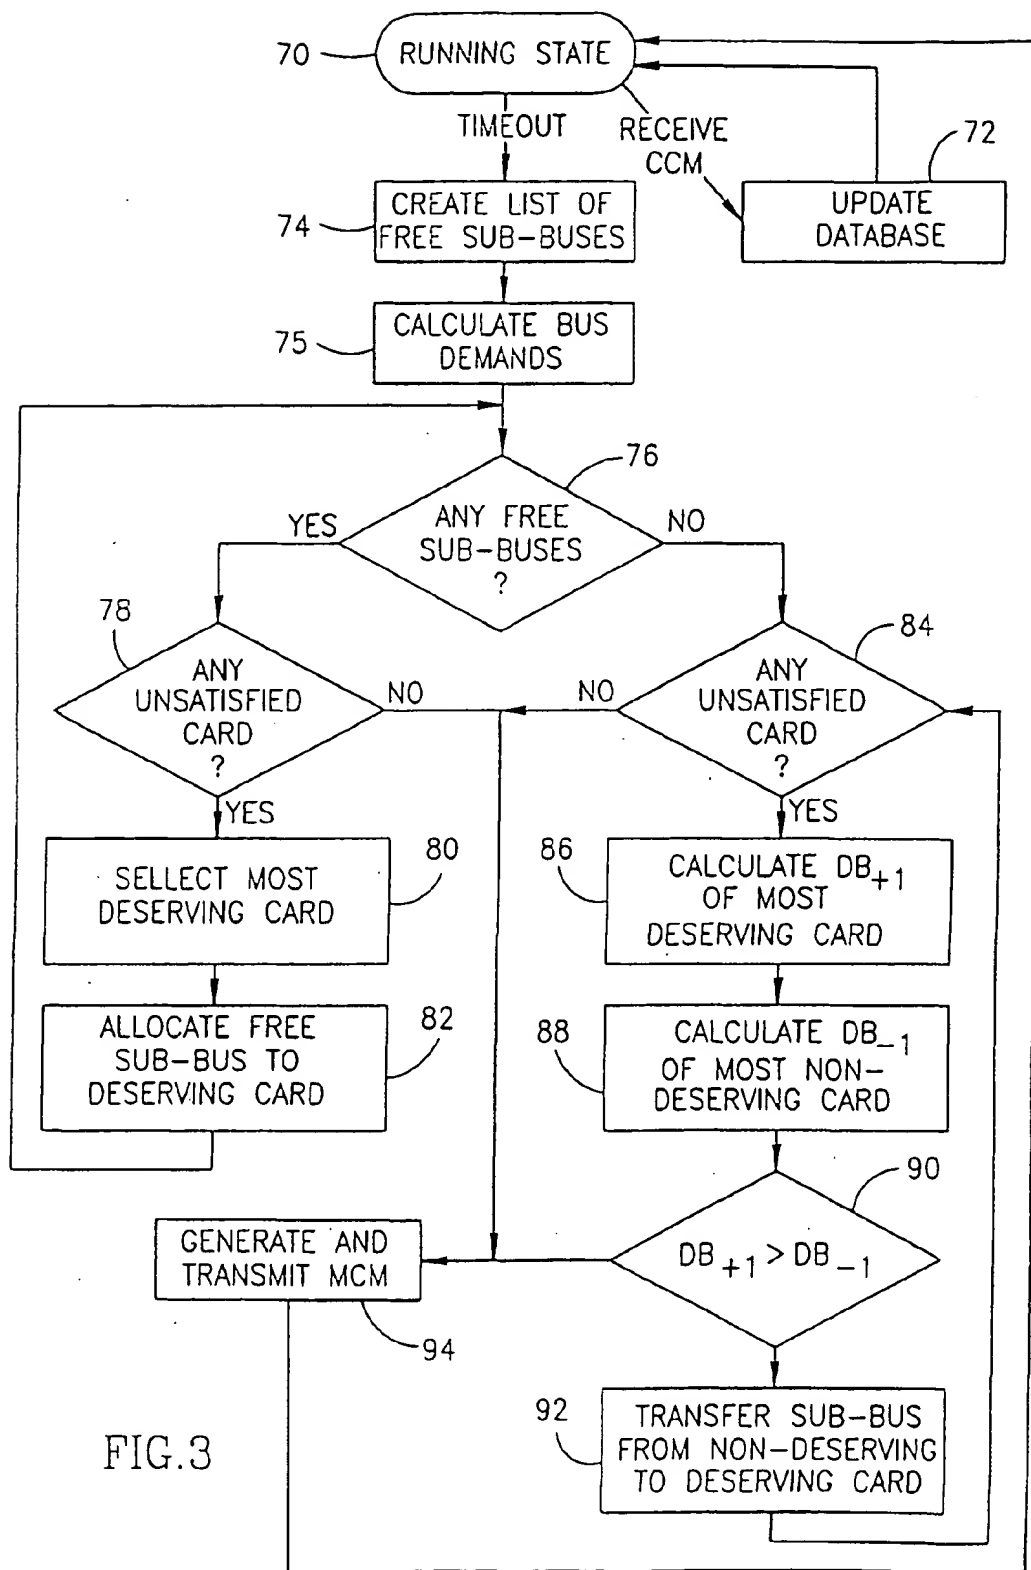 70
RUNNING STATE
TIMEOUT
RECEIVE
CCM
72
UPDATE
DATABASE
74
CREATE LIST OF
FREE SUB-BUSES
75
CALCULATE BUS
DEMANDS
76
ANY FREE
SUB-BUSES
?
YES
NO
78
ANY
UNSATISFIED
CARD
?
NO
YES
84
ANY
UNSATISFIED
CARD
?
NO
YES
80
SELLECT MOST
DESERVING CARD
82
ALLOCATE FREE
SUB-BUS TO
DESERVING CARD
86
CALCULATE DB+1
OF MOST
DESERVING CARD
88
CALCULATE DB-1
OF MOST NON-
DESERVING CARD
90
DB+1 > DB-1
GENERATE AND
TRANSMIT MCM
94
92
TRANSFER SUB-BUS
FROM NON-DESERVING
TO DESERVING CARD
FIG.3